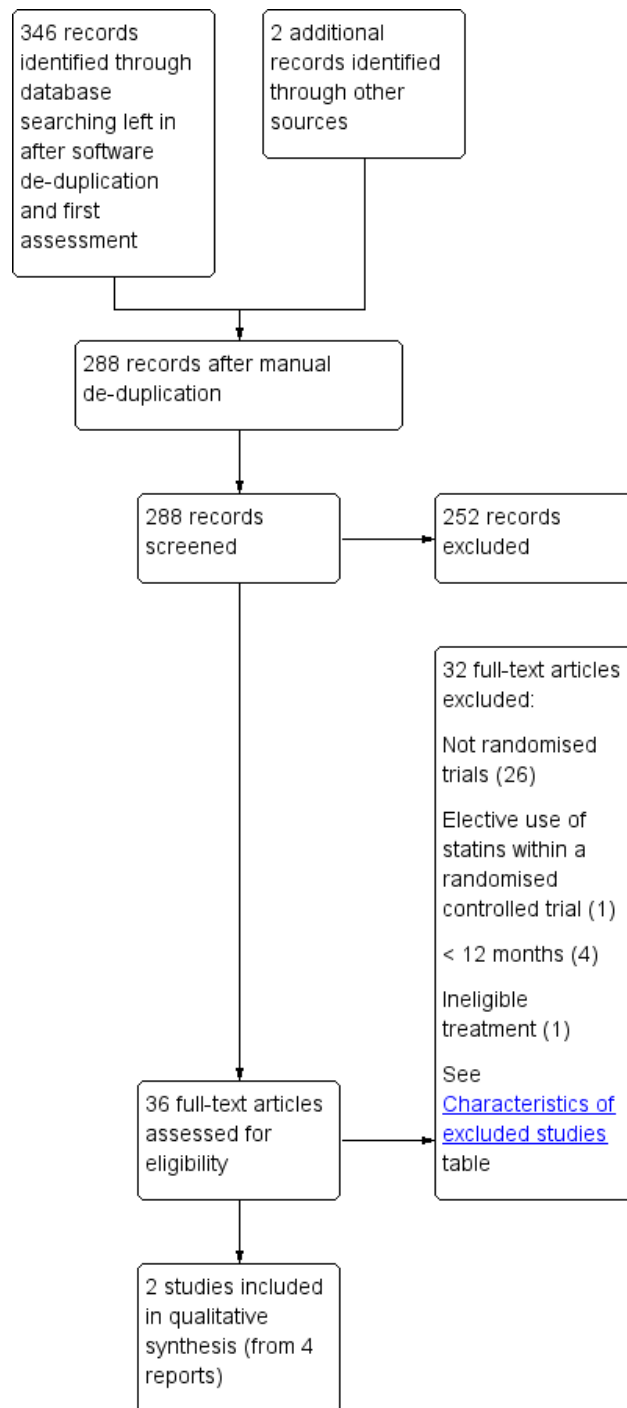 346 records
identified through
database
searching left in
after software
de-duplication
and first
assessment
2 additional
records identified
through other
sources
288 records after manual
de-duplication
288 records
screened
252 records
excluded
32 full-text articles
excluded:
Not randomised
trials (26)
Elective use of
statins within a
randomised
controlled trial (1)
< 12 months (4)
Ineligible
treatment (1)
See
Characteristics of
excluded studies
table
36 full-text articles
assessed for
eligibility
2 studies included
in qualitative
synthesis (from 4
reports)